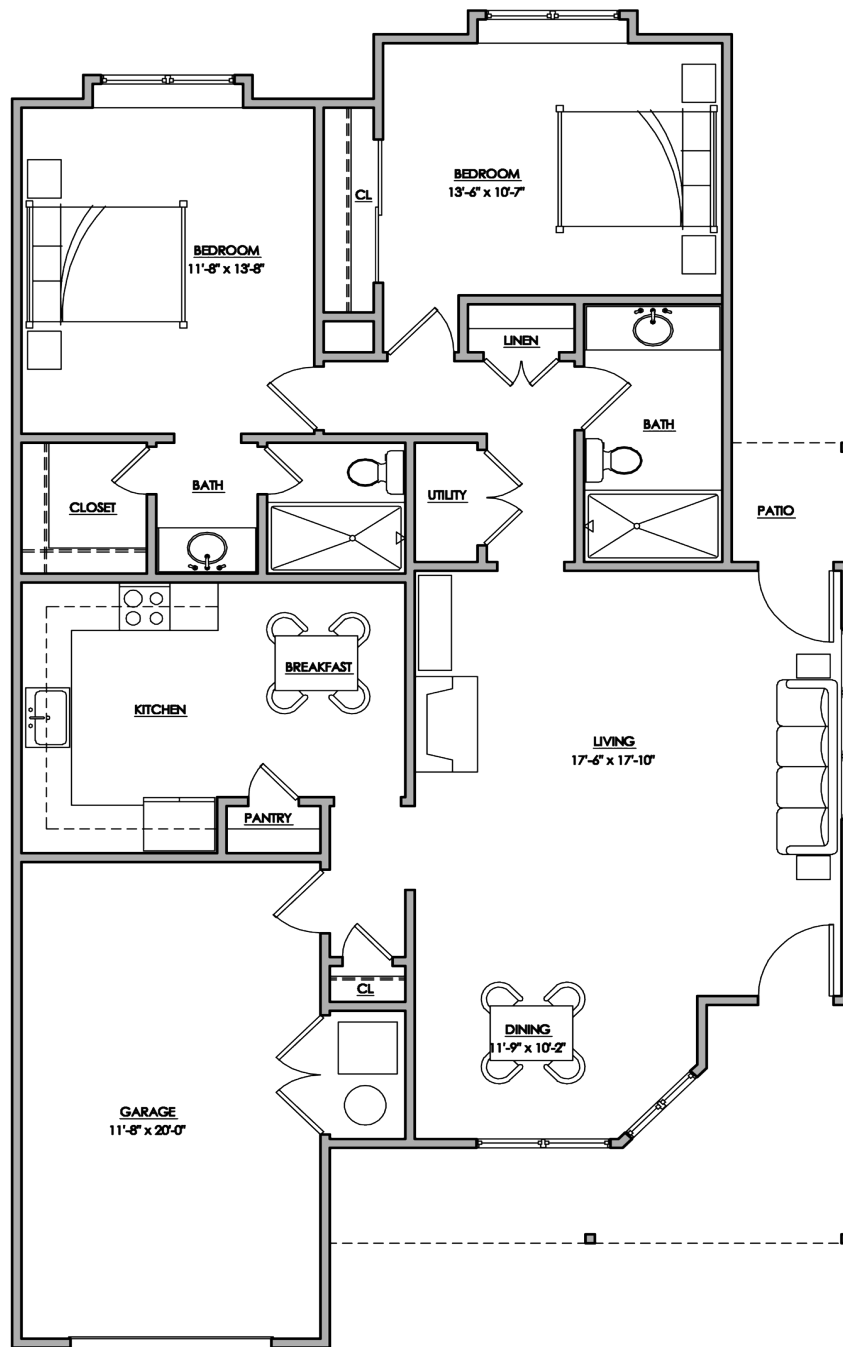 BEDROOM
13'-6" x 10'-7"
CL
BEDROOM
11'-8" x 13'-8"
LINEN
BATH
BATH
UTILITY
CLOSET
PATIO
BREAKFAST
KITCHEN
LIVING
17'-6" x 17'-10"
PANTRY
CL
DINING
11'-9" x 10'-2"
GARAGE
11'-8" x 20'-0"